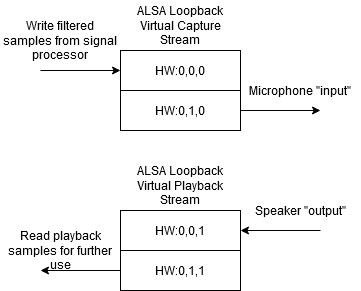 ALSA Loopback
Virtual Capture
Stream
Write filtered
samples from signal
processor
HW:0,0,0
HW:0,1,0
Microphone "input"
ALSA Loopback
Virtual Playback
Stream
HW:0,0,1
Speaker "output"
Read playback
samples for further
use
HW:0,1,1